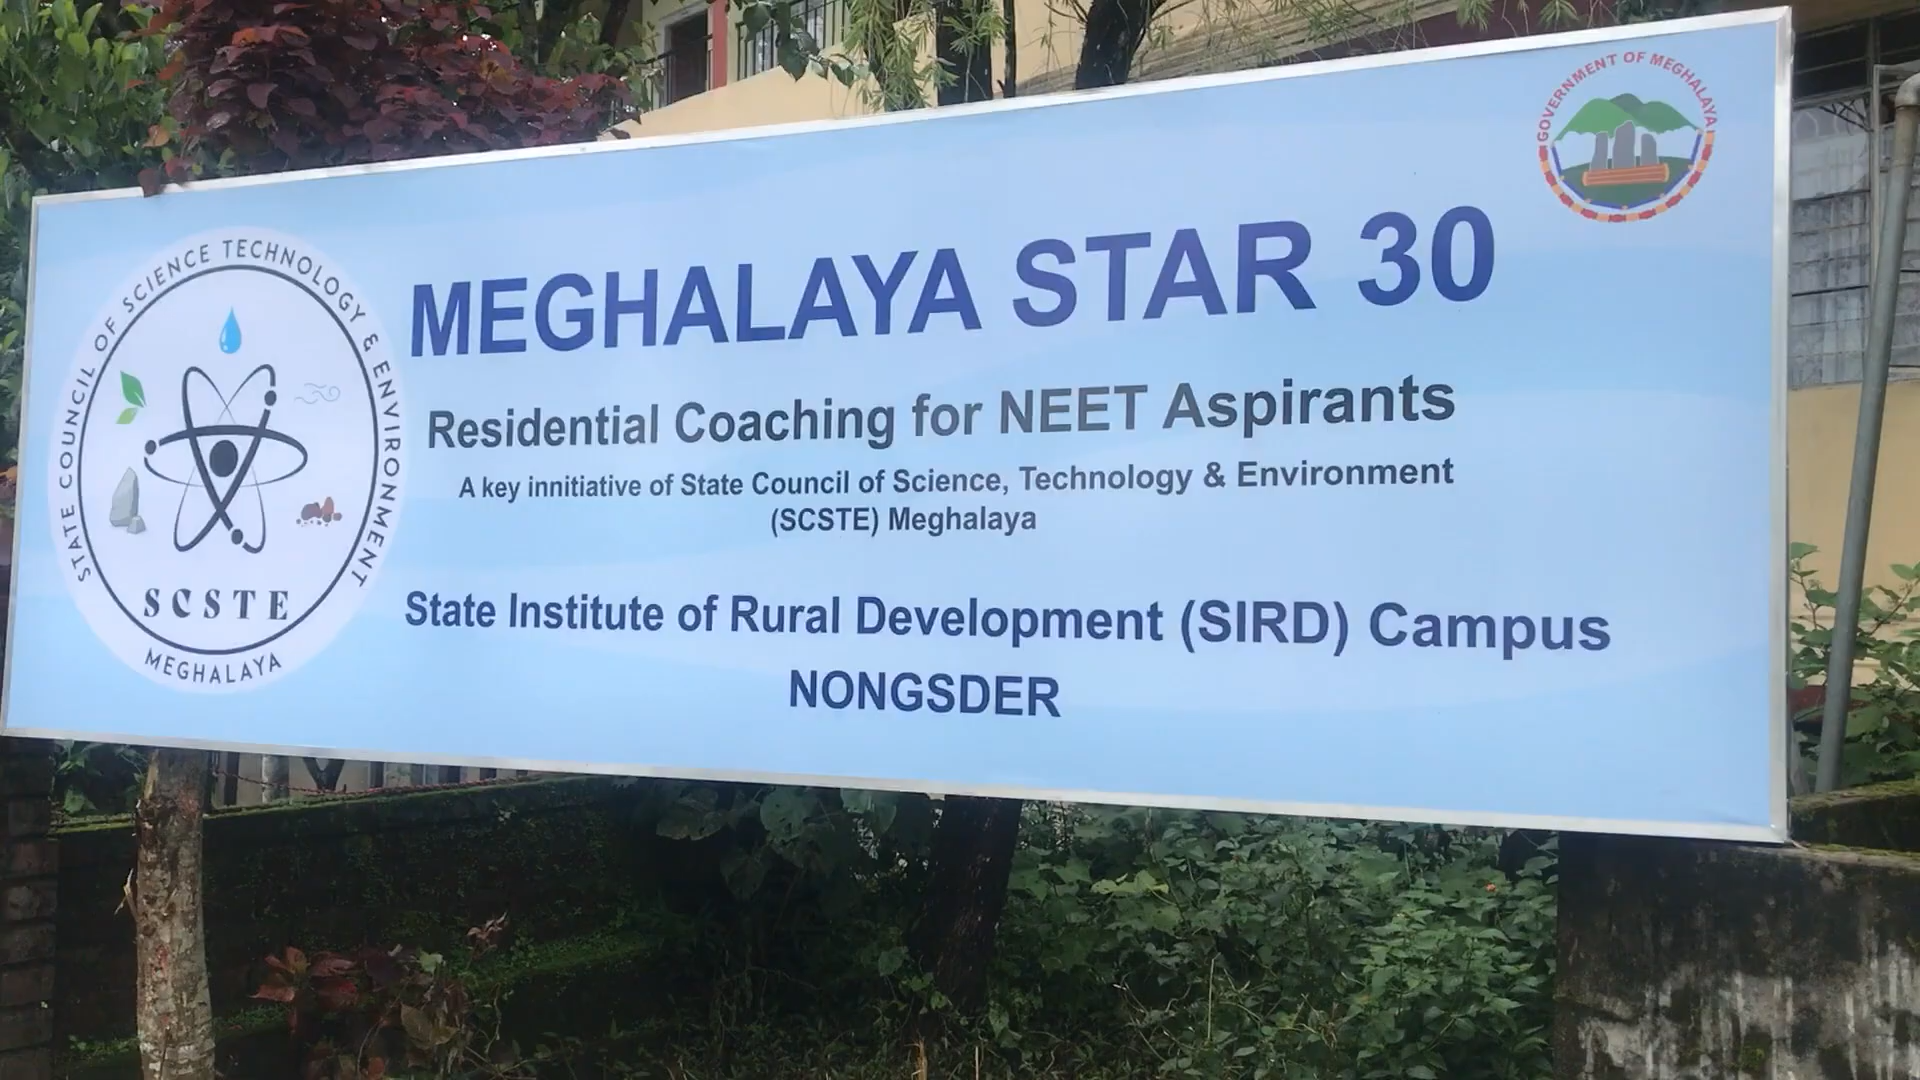 GOVERNMENT OF MEGHALAYA
STATE COUNCIL OF SCIENCE TECHNOLOGY & ENVIRONMENT
SCSTE
MEGHALAYA
MEGHALAYA STAR 30
Residential Coaching for NEET Aspirants
A key innitiative of State Council of Science, Technology & Environment
(SCSTE) Meghalaya
State Institute of Rural Development (SIRD) Campus
NONGSDER